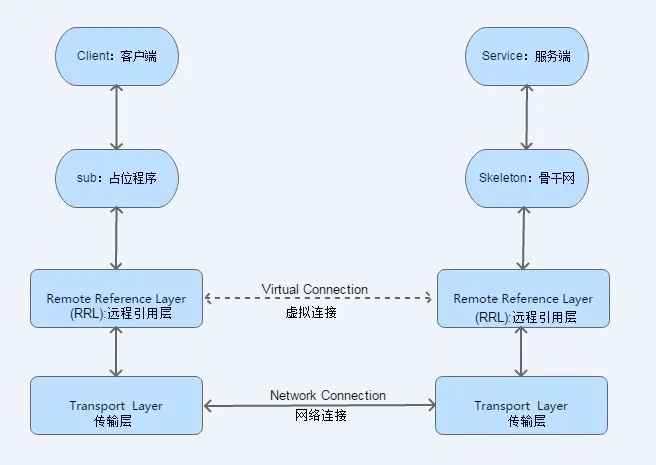 Client：客户端
Service：服务端
sub：占位程序
Skeleton：骨干网
Remote Reference Layer
(RRL):远程引用层
Virtual Connection
虚拟连接
Remote Reference Layer
(RRL):远程引用层
Transport Layer
传输层
Network Connection
网络连接
Transport Layer
传输层